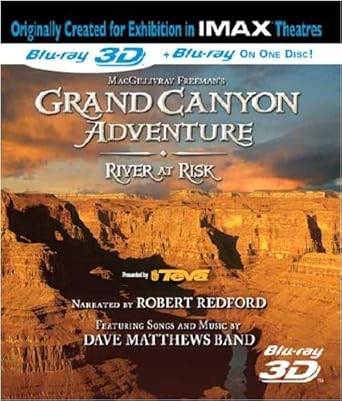 Originally Created for Exhibition in IMAX Theatres
Blu-ray 3D + Blu-ray On One Disc!
MacGillivray Freeman's
Grand Canyon
Adventure
River at Risk
Presented by Teva
Narrated by Robert Redford
Featuring Songs and Music by
Dave Matthews Band
Blu-ray
3D